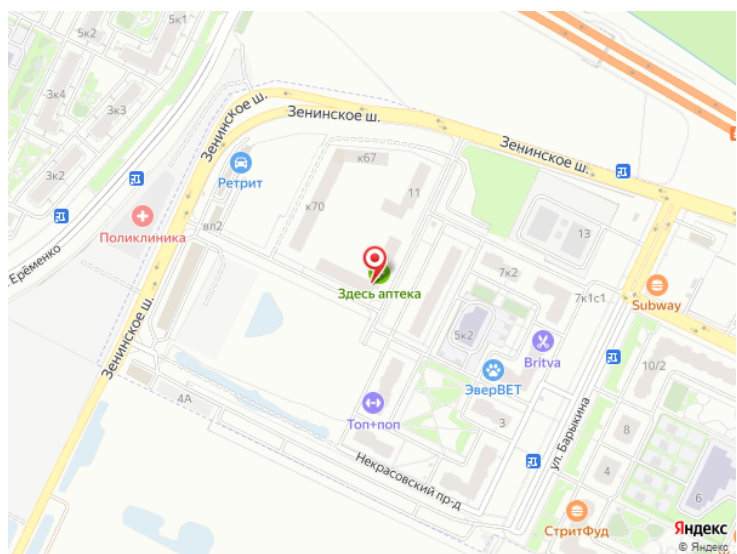 5к2
5к1
3к4
3к3
3к2
Зенинское ш.
Зенинское ш.
Зенинское ш.
к67
Ретрит
11
к70
Поликлиника
вл2
13
Ерёменко
7к2
Здесь аптека
7к1с1
Subway
Зенинское ш.
5к2
Britva
10/2
ЭверВЕТ
4А
Топ+поп
3
8
ул. Барыкина
Некрасовский пр-д
4
6
СтритФуд
Яндекс
© Яндекс